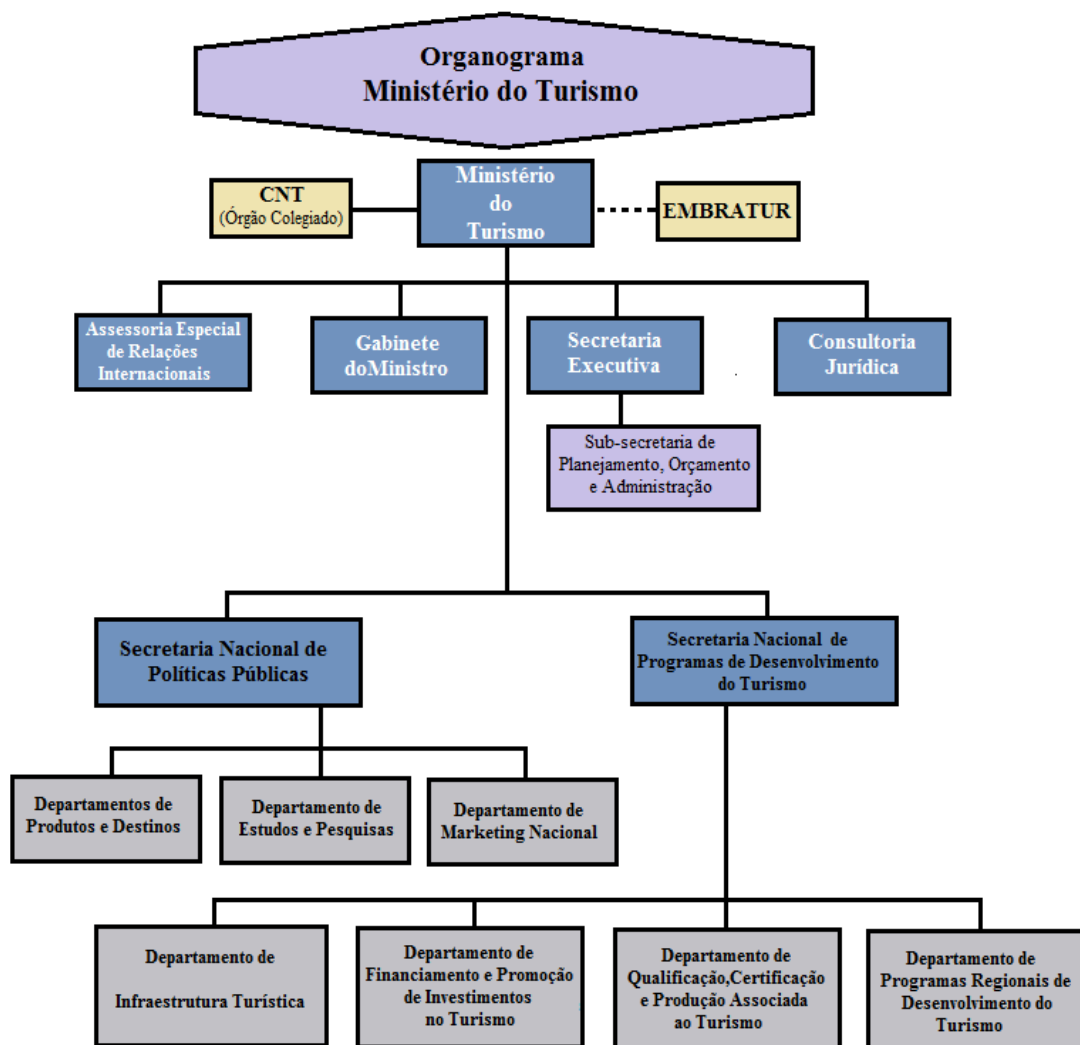 Organograma
Ministério do Turismo
CNT
(Órgão Colegiado)
Ministério
do
Turismo
EMBRATUR
Assessoria Especial
de Relações
Internacionais
Gabinete
doMinistro
Secretaria
Executiva
Consultoria
Jurídica
Sub-secretaria de
Planejamento, Orçamento
e Administração
Secretaria Nacional de
Políticas Públicas
Secretaria Nacional de
Programas de Desenvolvimento
do Turismo
Departamentos de
Produtos e Destinos
Departamento de
Estudos e Pesquisas
Departamento de
Marketing Nacional
Departamento de
Infraestrutura Turística
Departamento de
Financiamento e Promoção
de Investimentos
no Turismo
Departamento de
Qualificação,Certificação
e Produção Associada
ao Turismo
Departamento de
Programas Regionais de
Desenvolvimento do
Turismo